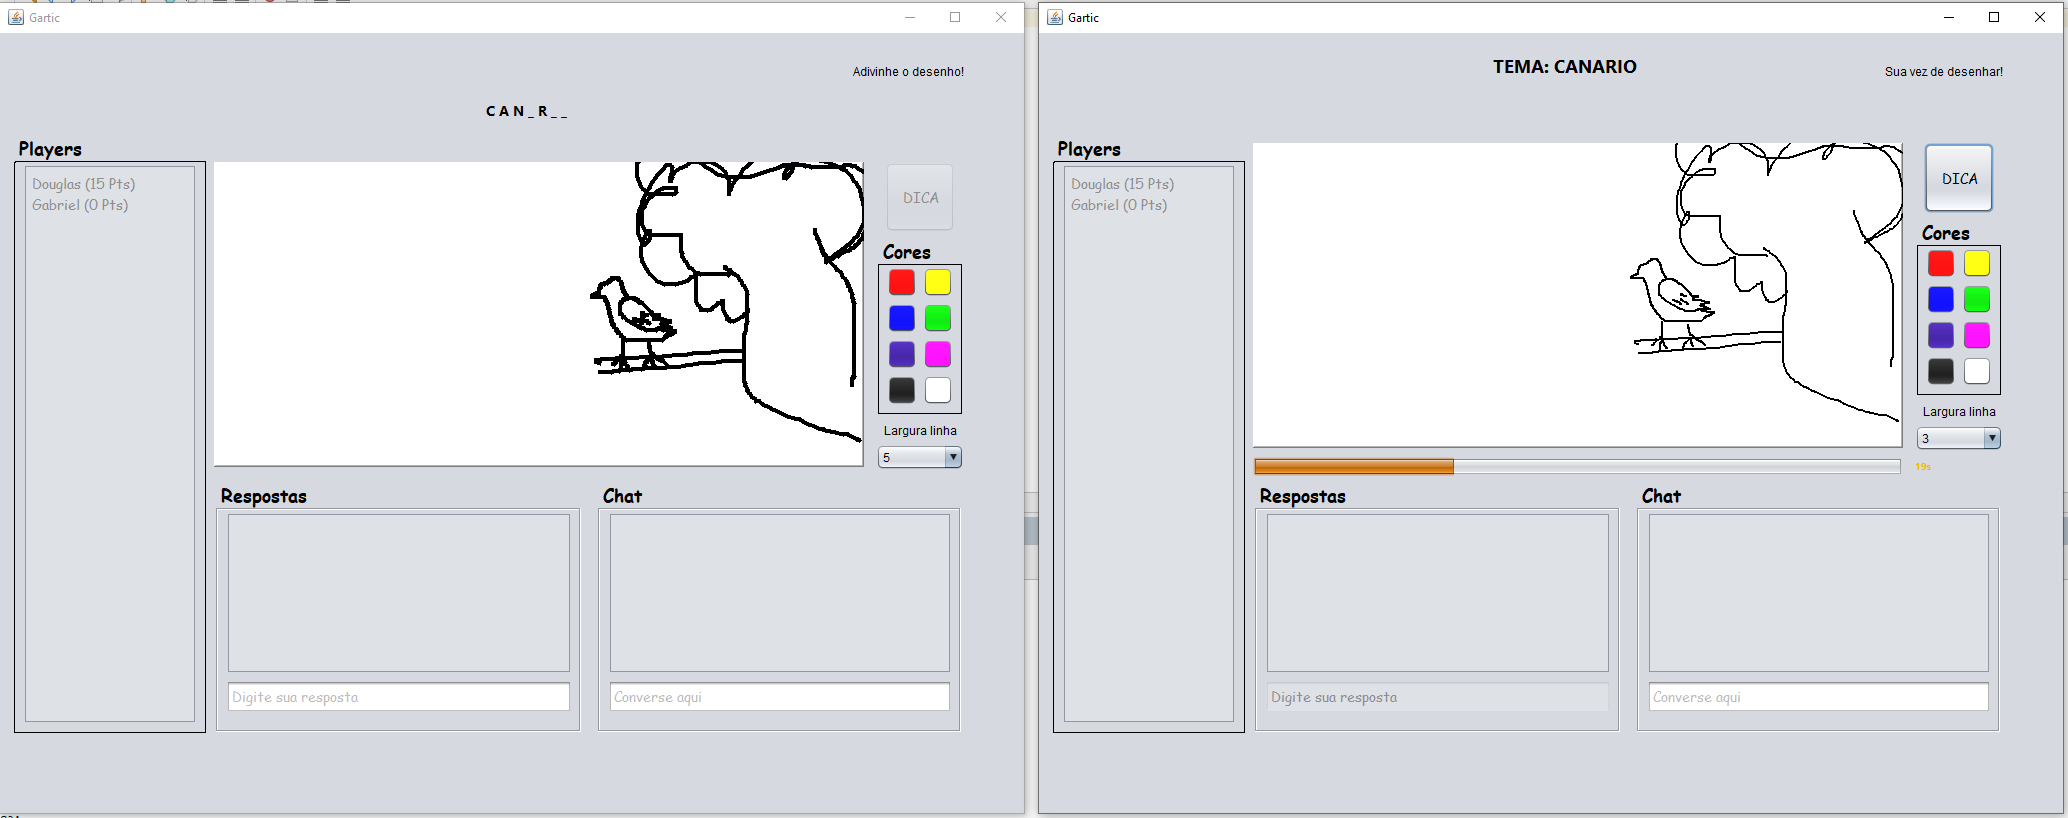 Gartic
Adivinhe o desenho!
C A N _ R _ _
Players
Douglas (15 Pts)
Gabriel (0 Pts)
DICA
Cores
Largura linha
5
Respostas
Chat
Digite sua resposta
Converse aqui
Gartic
TEMA: CANARIO
Sua vez de desenhar!
Players
Douglas (15 Pts)
Gabriel (0 Pts)
DICA
Cores
Largura linha
3
19s
Respostas
Chat
Digite sua resposta
Converse aqui